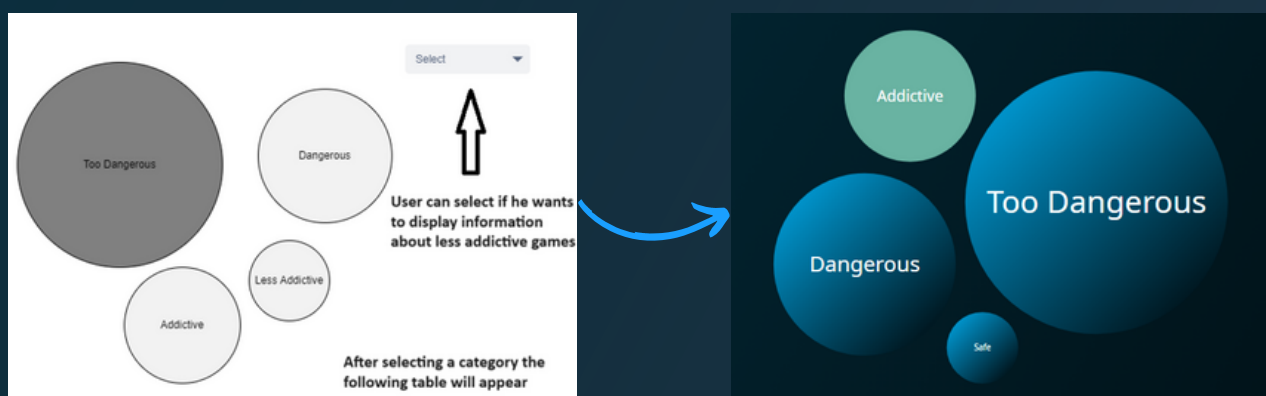 Select
Too Dangerous
Dangerous
User can select if he wants
to display information
about less addictive games
Less Addictive
Addictive
After selecting a category the
following table will appear
Addictive
Too Dangerous
Dangerous
Safe